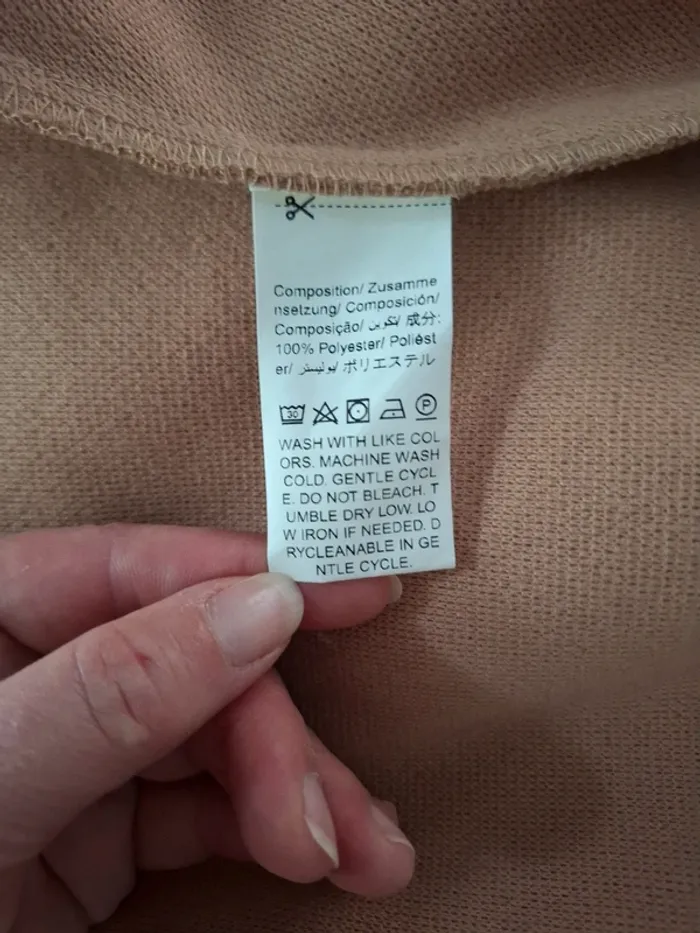 Composition/ Zusamme
nsetzung/ Composición/
Composição/ تكوين/ 成分:
100% Polyester/ Poliést
er/ بوليستر/ ポリエステル
30 P
WASH WITH LIKE COL
ORS. MACHINE WASH
COLD. GENTLE CYCL
E. DO NOT BLEACH. T
UMBLE DRY LOW. LO
W IRON IF NEEDED. D
RYCLEANABLE IN GE
NTLE CYCLE.